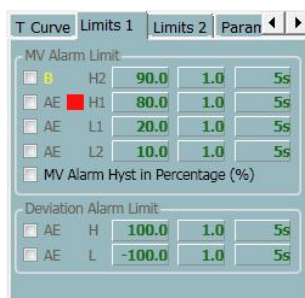 T Curve Limits 1 Limits 2 Param
MV Alarm Limit
B H2 90.0 1.0 5s
AE H1 80.0 1.0 5s
AE L1 20.0 1.0 5s
AE L2 10.0 1.0 5s
MV Alarm Hyst in Percentage (%)
Deviation Alarm Limit
AE H 100.0 1.0 5s
AE L -100.0 1.0 5s